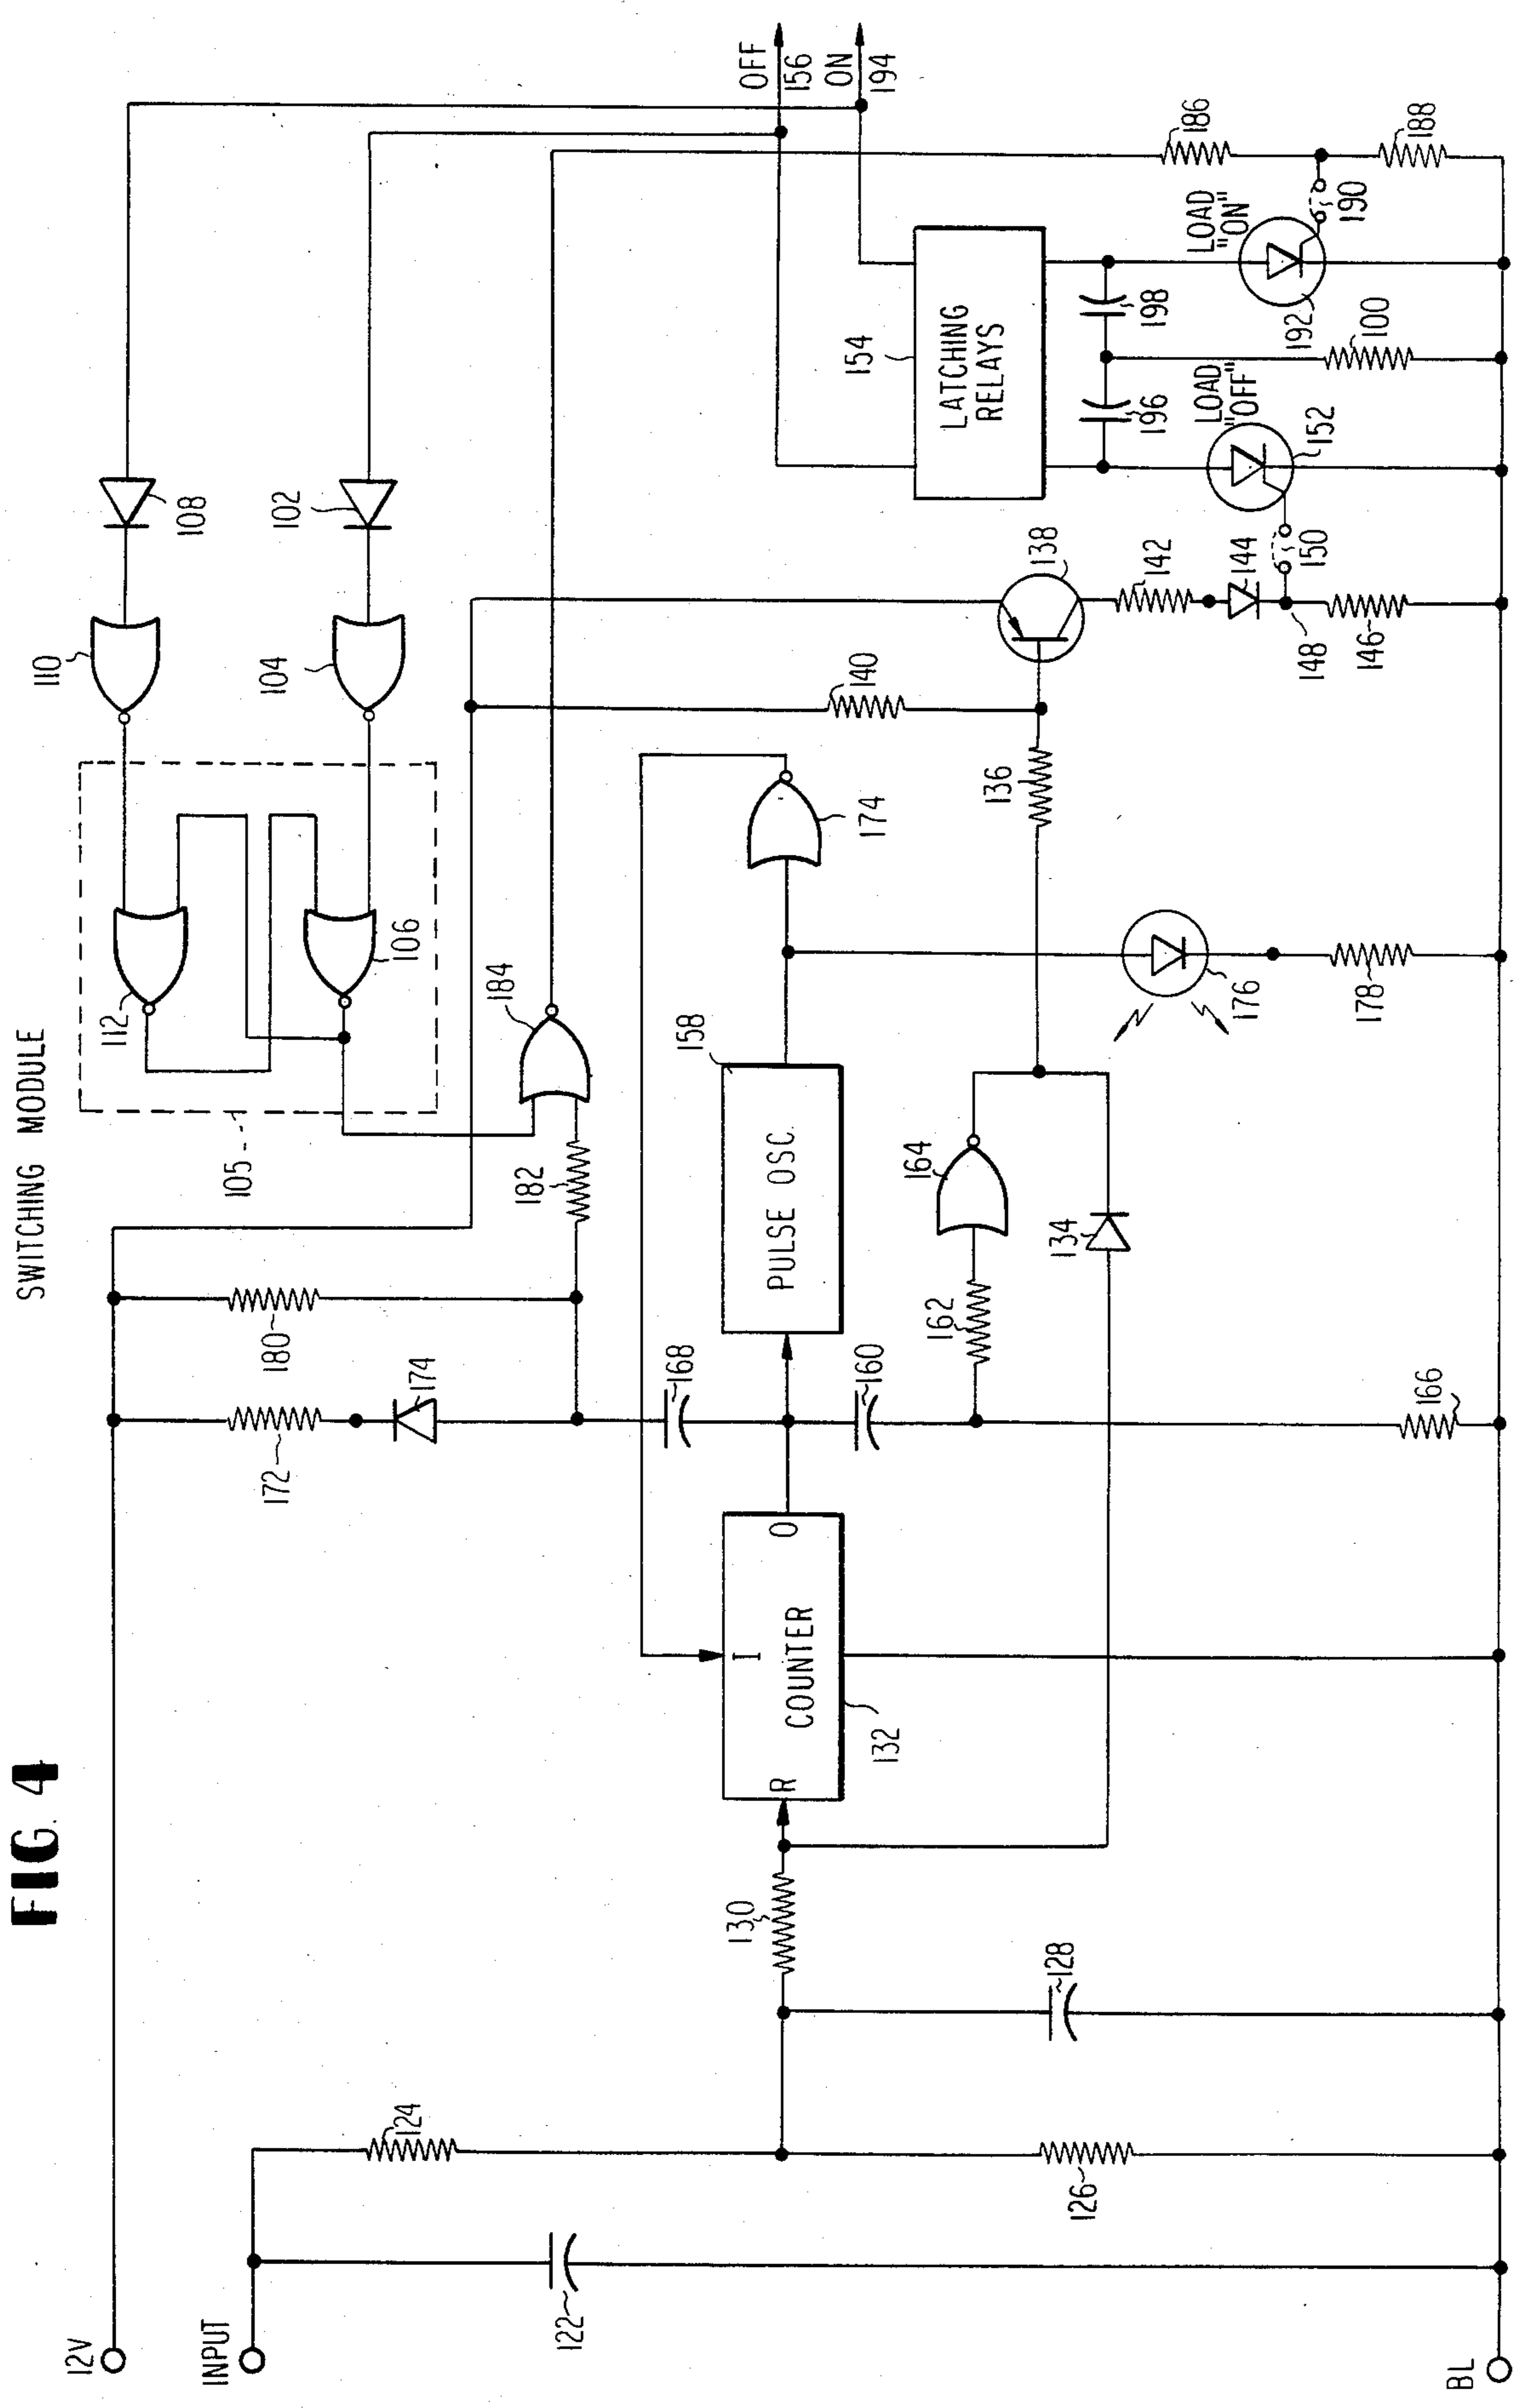 FIG. 4
SWITCHING MODULE
12V
INPUT
BL
122
124
126
128
130
R
I
O
COUNTER
132
172
174
180
168
160
166
182
184
105
112
106
110
104
108
102
PULSE OSC.
158
162
164
134
174
176
178
136
140
138
142
144
148
146
150
LATCHING
RELAYS
154
196
198
LOAD
"OFF"
152
LOAD
"ON"
192
100
190
186
188
OFF
156
ON
194